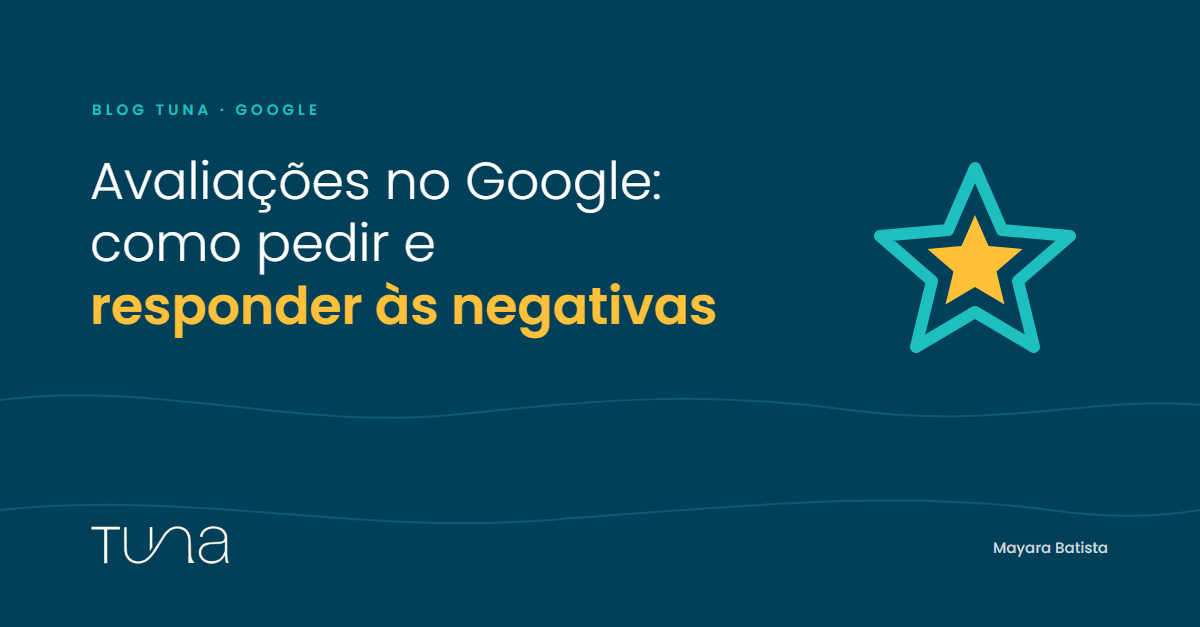 BLOG TUNA · GOOGLE
Avaliações no Google:
como pedir e
responder às negativas
TUNA
Mayara Batista